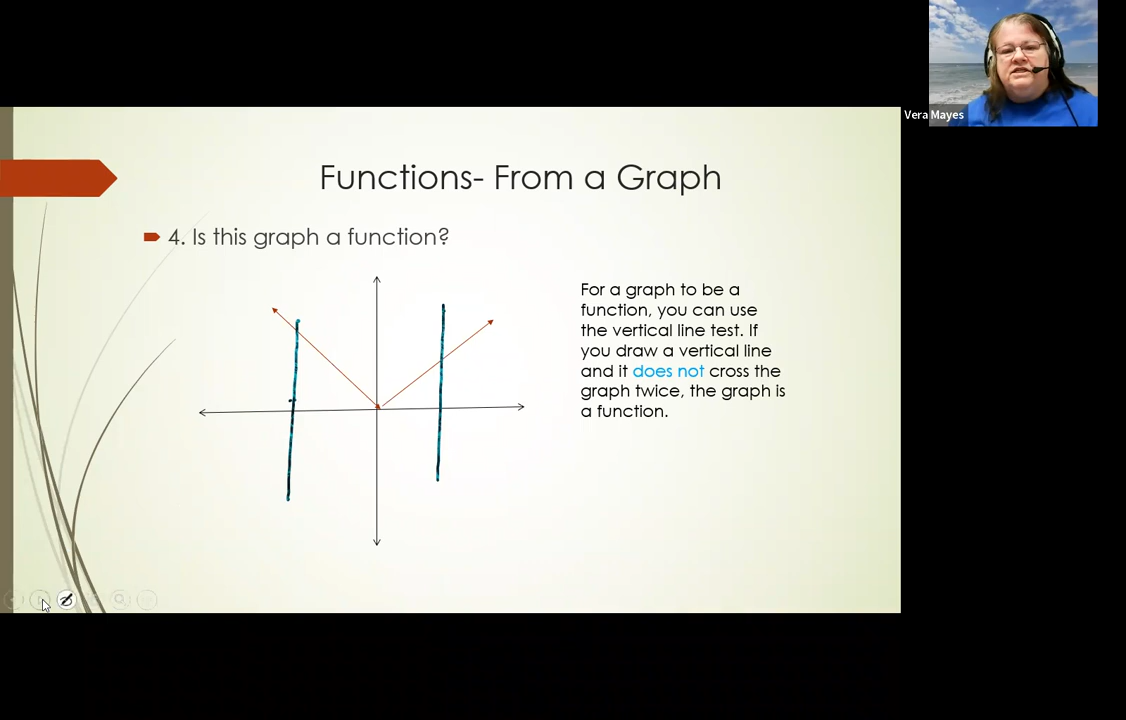 Vera Mayes
Functions- From a Graph
4. Is this graph a function?
For a graph to be a
function, you can use
the vertical line test. If
you draw a vertical line
and it does not cross the
graph twice, the graph is
a function.